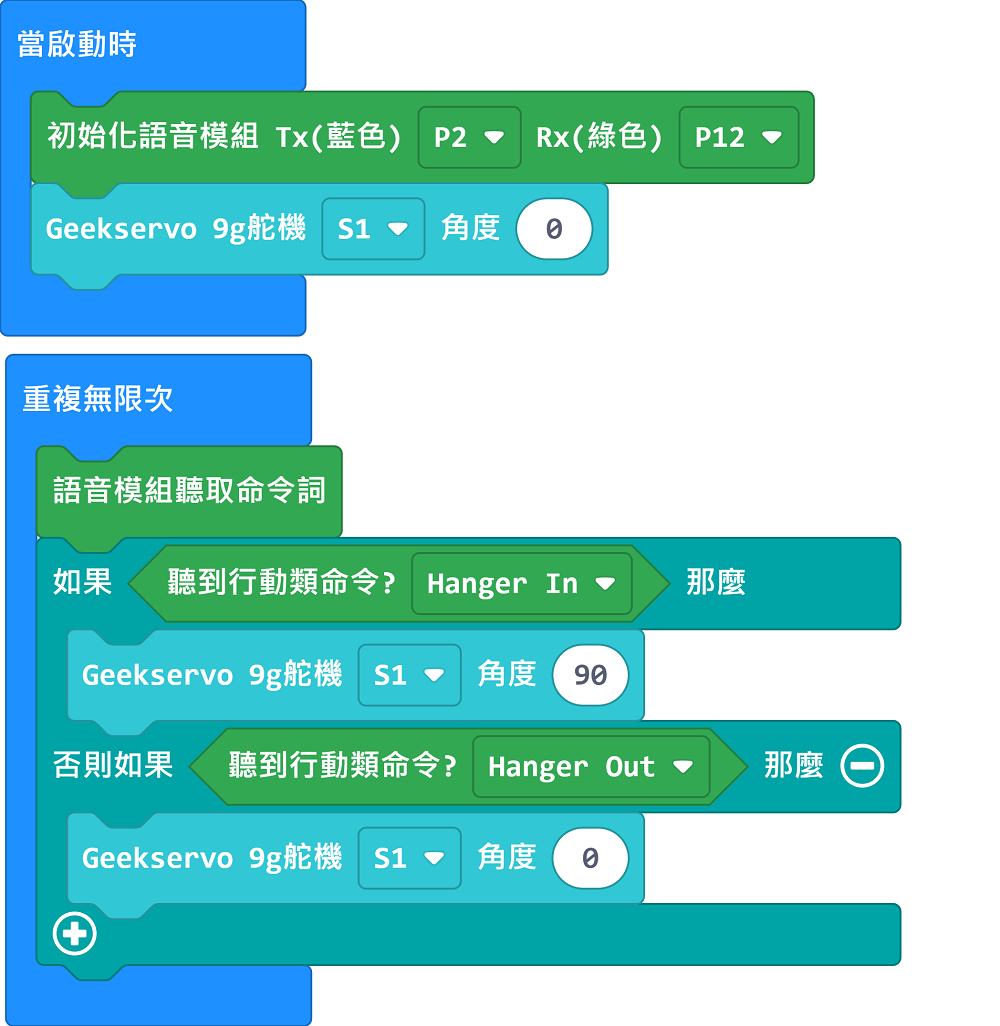 當啟動時
初始化語音模組 Tx(藍色) P2 Rx(綠色) P12
Geekservo 9g舵機 S1 角度 0
重複無限次
語音模組聽取命令詞
如果 聽到行動類命令? Hanger In 那麼
Geekservo 9g舵機 S1 角度 90
否則如果 聽到行動類命令? Hanger Out 那麼
Geekservo 9g舵機 S1 角度 0